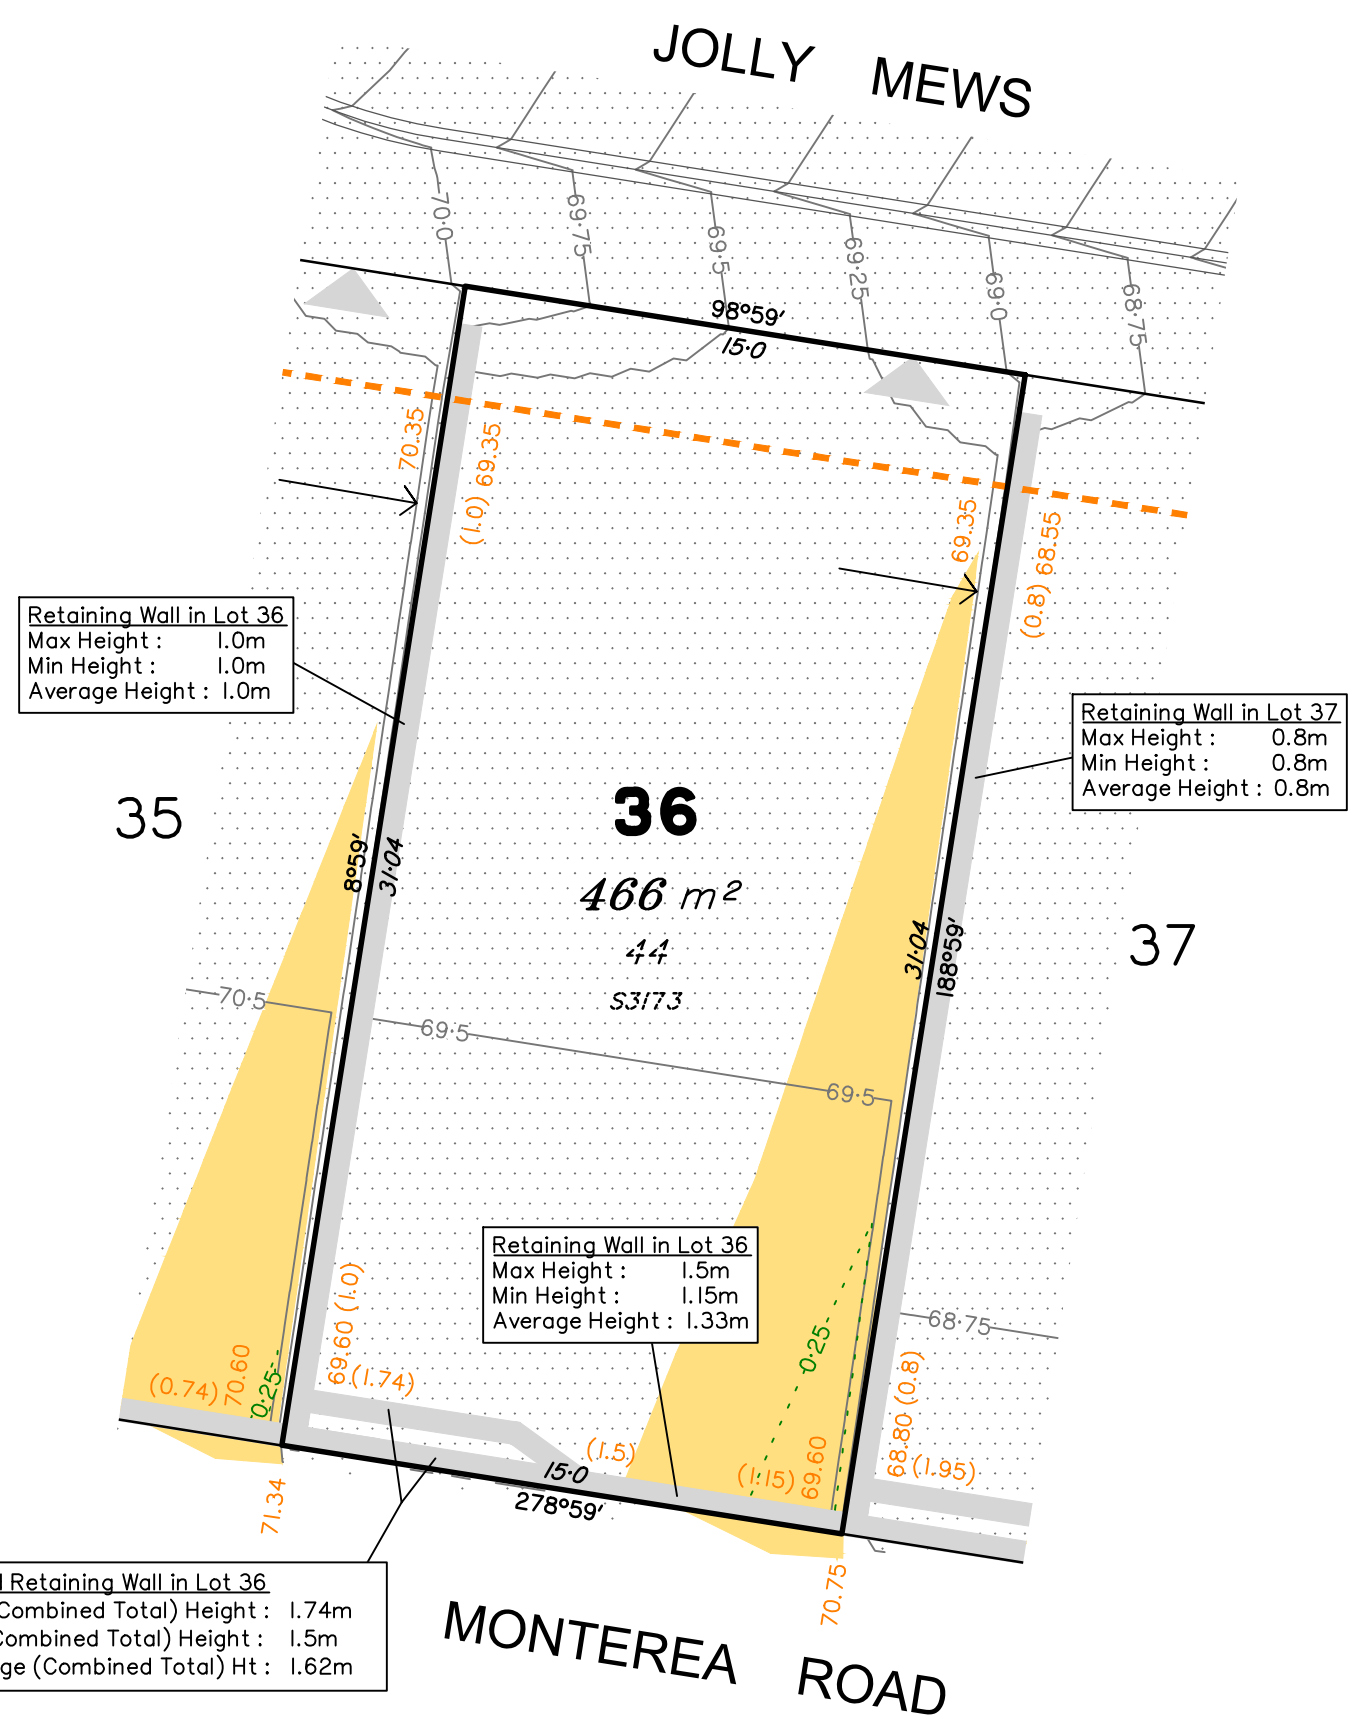 JOLLY MEWS
70·0
69·75
69·5
69·25
69·0
68·75
98°59′
15·0
70.35
(1.0) 69.35
69.35
(0.8) 68.55
Retaining Wall in Lot 36
Max Height : 1.0m
Min Height : 1.0m
Average Height : 1.0m
Retaining Wall in Lot 37
Max Height : 0.8m
Min Height : 0.8m
Average Height : 0.8m
35
36
466 m²
44
S3173
37
8°59′
31·04
31·04
188°59′
70·5
69·5
69·5
68·75
Retaining Wall in Lot 36
Max Height : 1.5m
Min Height : 1.15m
Average Height : 1.33m
0·25
0·25
(0.74)
70.60
69.60 (1.0)
(1.74)
(1.5)
(1.15)
69.60
68.80 (0.8)
(1.95)
15·0
278°59′
71.34
70.75
Retaining Wall in Lot 36
Combined Total) Height : 1.74m
Combined Total) Height : 1.5m
ge (Combined Total) Ht : 1.62m
MONTEREA ROAD